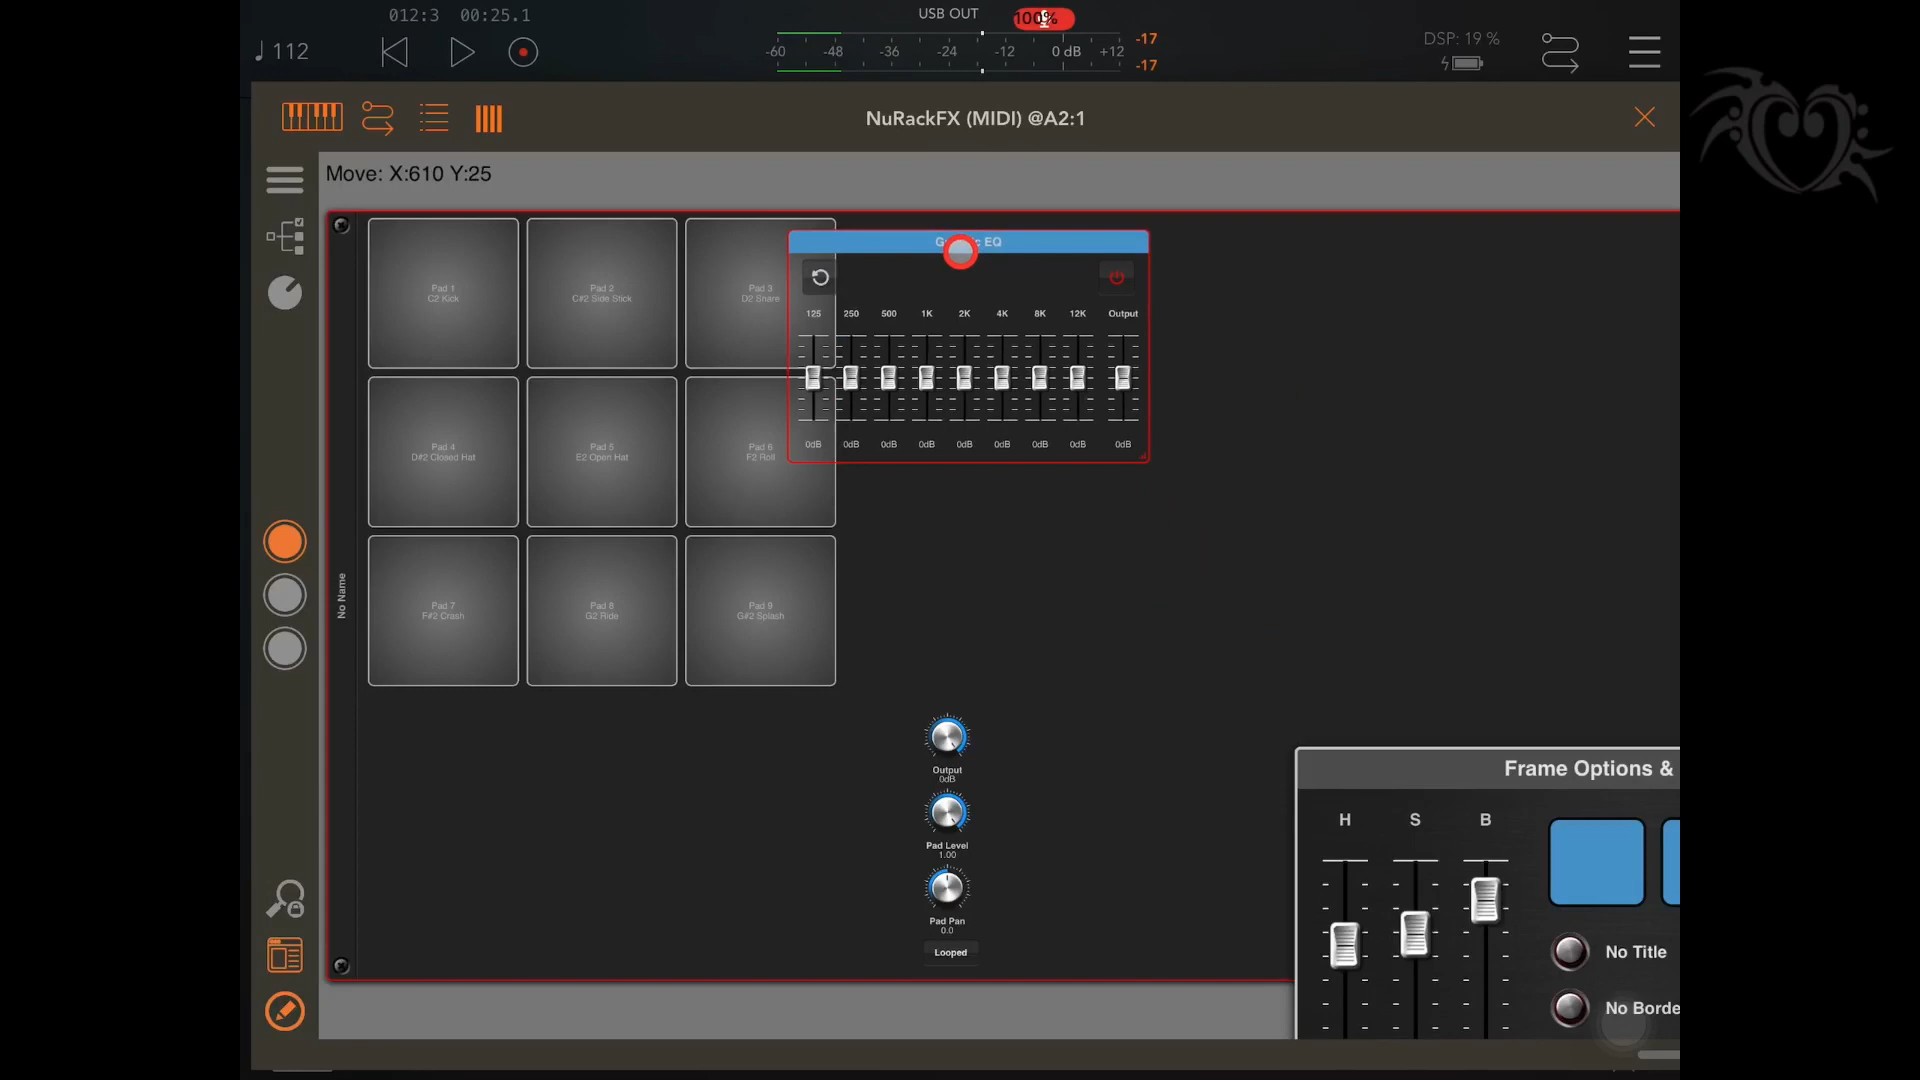 012:3 00:25.1
USB OUT
100%
♩ 112
-60 -48 -36 -24 -12 0 dB +12
-17
-17
DSP: 19 %
NuRackFX (MIDI) @A2:1
Move: X:610 Y:25
EQ
Pad 1
C2 Kick
Pad 2
C#2 Side Stick
Pad 3
D2 Snare
125 250 500 1K 2K 4K 8K 12K Output
0dB 0dB 0dB 0dB 0dB 0dB 0dB 0dB 0dB
Pad 4
D#2 Closed Hat
Pad 5
E2 Open Hat
Pad 6
F2 Roll
Pad 7
F#2 Crash
Pad 8
G2 Ride
Pad 9
G#2 Splash
No Name
Output
0dB
Pad Level
1.00
Pad Pan
0.0
Looped
Frame Options &
H S B
No Title
No Borde